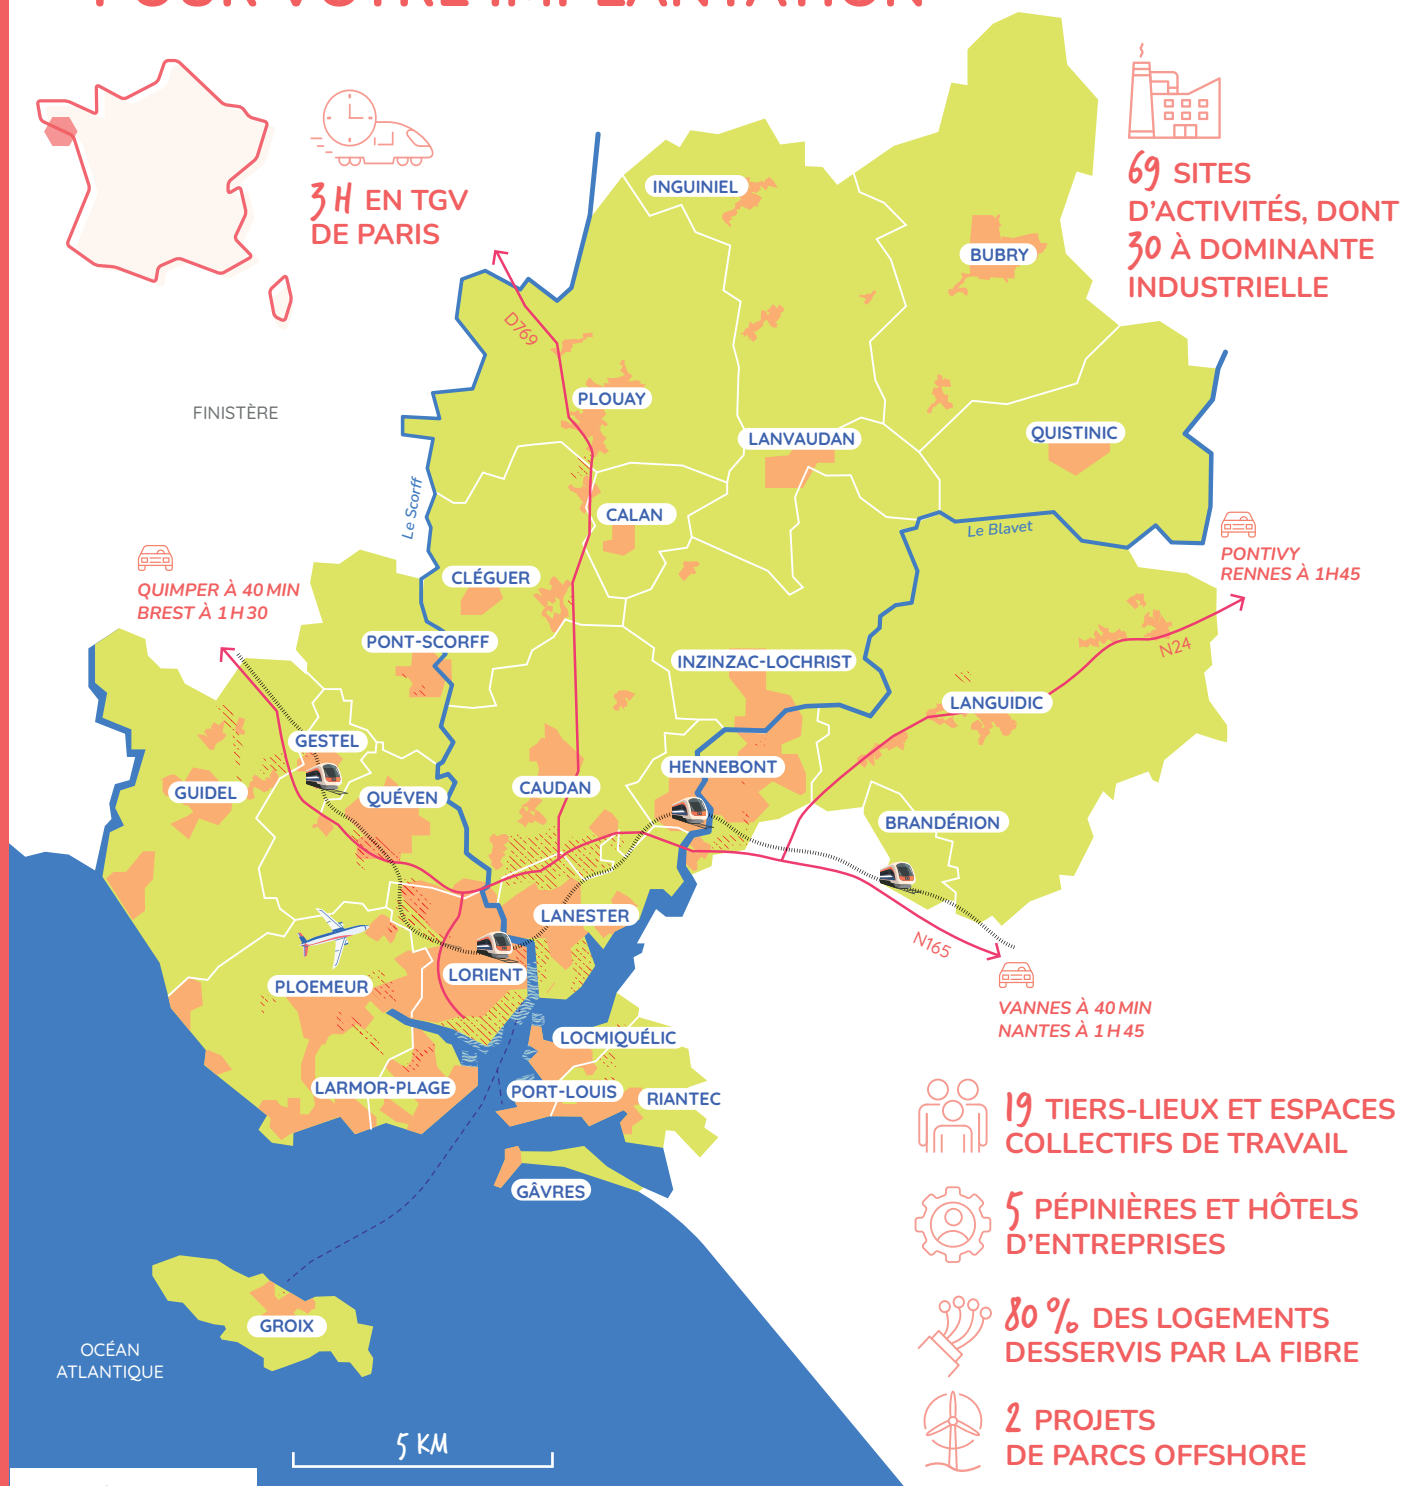 POUR VOTRE IMPLANTATION
3 H EN TGV
DE PARIS
69 SITES
D'ACTIVITÉS, DONT
30 À DOMINANTE
INDUSTRIELLE
INGUINIEL
BUBRY
D769
FINISTÈRE
PLOUAY
LANVAUDAN
QUISTINIC
Le Scorff
CALAN
Le Blavet
PONTIVY
RENNES À 1H45
QUIMPER À 40 MIN
BREST À 1 H 30
CLÉGUER
PONT-SCORFF
INZINZAC-LOCHRIST
N24
LANGUIDIC
GESTEL
HENNEBONT
GUIDEL
QUÉVEN
CAUDAN
BRANDÉRION
LANESTER
N165
LORIENT
PLOEMEUR
VANNES À 40 MIN
NANTES À 1 H 45
LOCMIQUÉLIC
LARMOR-PLAGE
PORT-LOUIS
RIANTEC
19 TIERS-LIEUX ET ESPACES
COLLECTIFS DE TRAVAIL
GÂVRES
5 PÉPINIÈRES ET HÔTELS
D'ENTREPRISES
GROIX
80 % DES LOGEMENTS
DESSERVIS PAR LA FIBRE
OCÉAN
ATLANTIQUE
2 PROJETS
DE PARCS OFFSHORE
5 KM